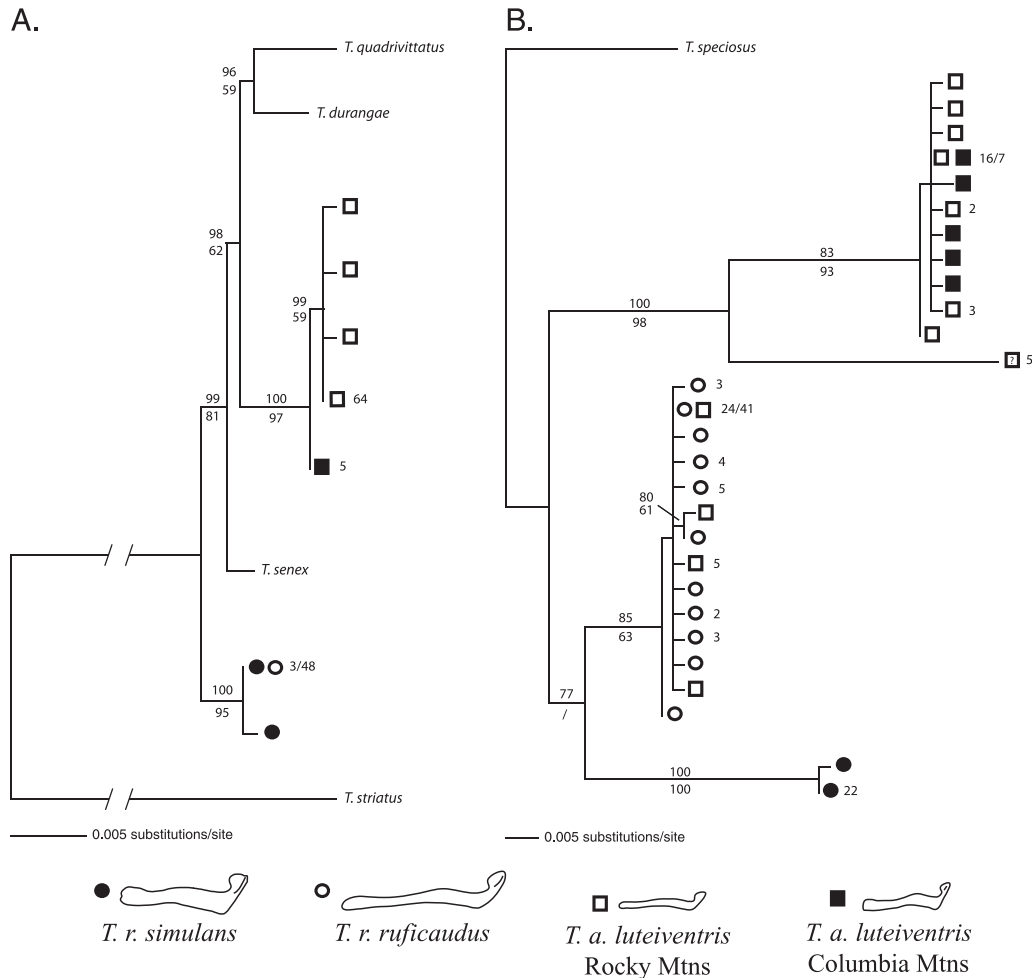 A.
B.
T. quadrivittatus
T. speciosus
96
59
T. durangae
16/7
2
98
62
83
93
99
59
100
98
3
5
64
3
24/41
99
81
100
97
4
5
5
80
61
T. senex
5
2
85
63
3
3/48
100
95
77
/
100
100
22
T. striatus
0.005 substitutions/site
0.005 substitutions/site
T. r. simulans
T. r. ruficaudus
T. a. luteiventris
Rocky Mtns
T. a. luteiventris
Columbia Mtns
?